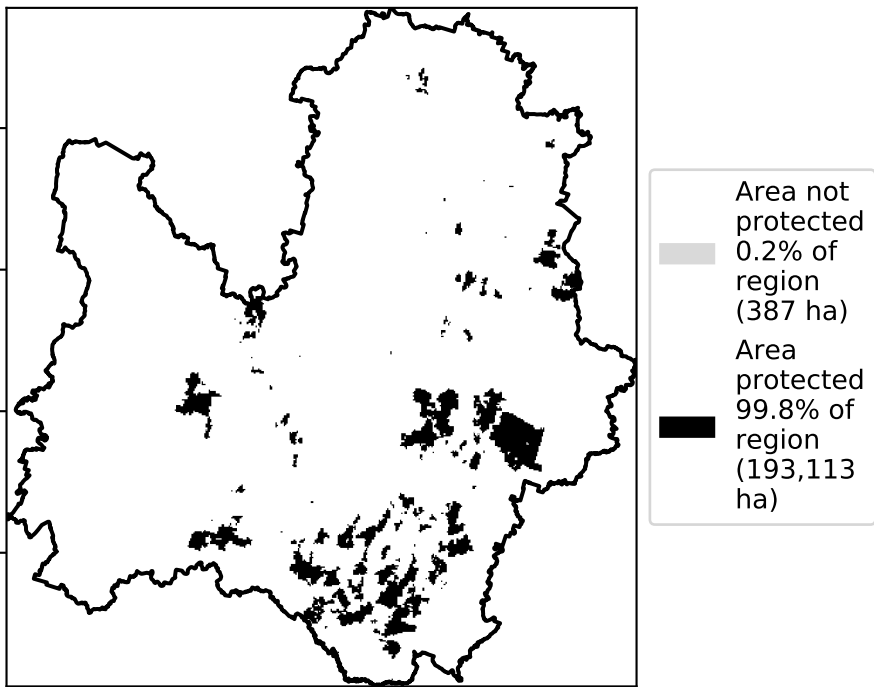 Area not
protected
0.2% of
region
(387 ha)
Area
protected
99.8% of
region
(193,113
ha)